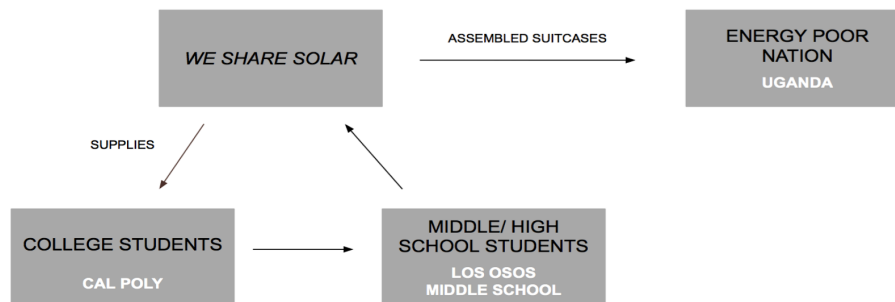 WE SHARE SOLAR
ASSEMBLED SUITCASES
ENERGY POOR
NATION
UGANDA
SUPPLIES
COLLEGE STUDENTS
CAL POLY
MIDDLE/ HIGH
SCHOOL STUDENTS
LOS OSOS
MIDDLE SCHOOL